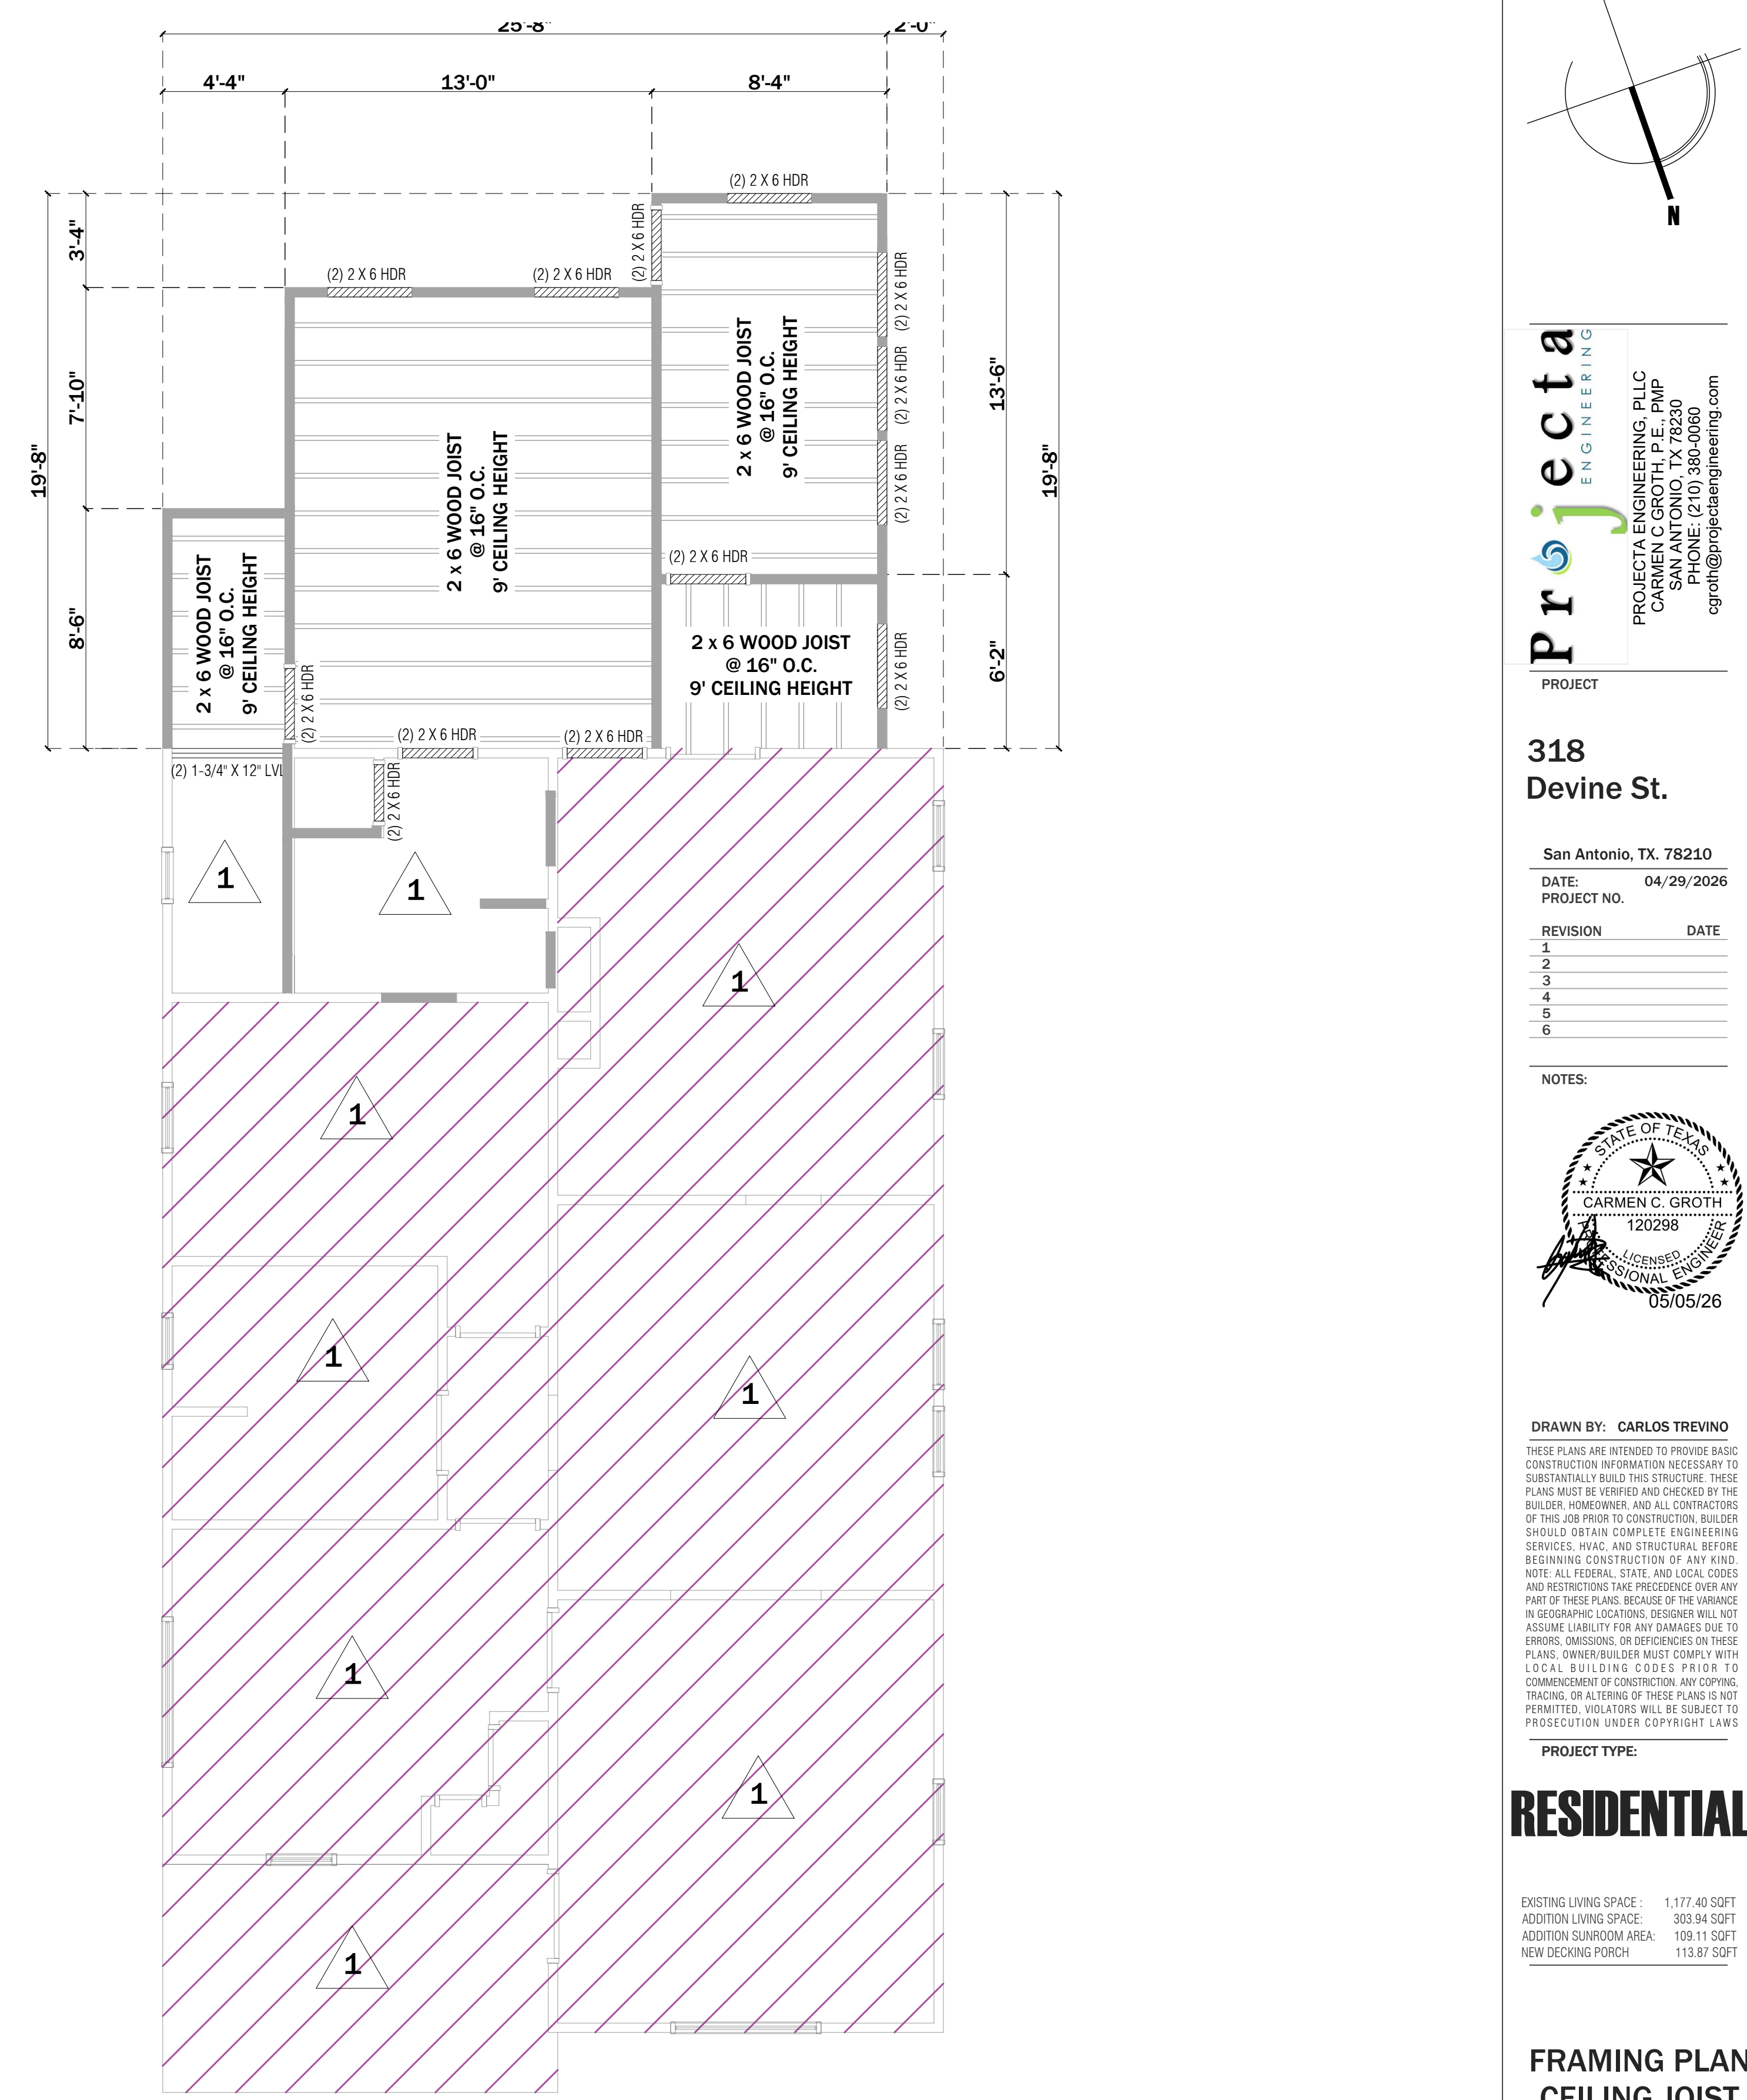 25'-8"
2'-0"
4'-4"
13'-0"
8'-4"
(2) 2 X 6 HDR
(2) 2 X 6 HDR
(2) 2 X 6 HDR
(2) 2 X 6 HDR
(2) 2 X 6 HDR
(2) 2 X 6 HDR
(2) 2 X 6 HDR
3'-4"
7'-10"
8'-6"
19'-8"
13'-6"
6'-2"
19'-8"
2 x 6 WOOD JOIST
@ 16" O.C.
9' CEILING HEIGHT
2 x 6 WOOD JOIST
@ 16" O.C.
9' CEILING HEIGHT
2 x 6 WOOD JOIST
@ 16" O.C.
9' CEILING HEIGHT
(2) 2 X 6 HDR
2 x 6 WOOD JOIST
@ 16" O.C.
9' CEILING HEIGHT
(2) 2 X 6 HDR
(2) 2 X 6 HDR
(2) 2 X 6 HDR
(2) 2 X 6 HDR
(2) 1-3/4" X 12" LVL
(2) 2 X 6 HDR
1
1
1
1
1
1
1
1
1
N
Projecta
ENGINEERING
PROJECTA ENGINEERING, PLLC
CARMEN C GROTH, P.E., PMP
SAN ANTONIO, TX 78230
PHONE: (210) 380-0060
cgroth@projectaengineering.com
PROJECT
318
Devine St.
San Antonio, TX. 78210
DATE: 04/29/2026
PROJECT NO.
REVISION DATE
1
2
3
4
5
6
NOTES:
STATE OF TEXAS
CARMEN C. GROTH
120298
LICENSED
PROFESSIONAL ENGINEER
05/05/26
DRAWN BY: CARLOS TREVINO
THESE PLANS ARE INTENDED TO PROVIDE BASIC
CONSTRUCTION INFORMATION NECESSARY TO
SUBSTANTIALLY BUILD THIS STRUCTURE. THESE
PLANS MUST BE VERIFIED AND CHECKED BY THE
BUILDER, HOMEOWNER, AND ALL CONTRACTORS
OF THIS JOB PRIOR TO CONSTRUCTION, BUILDER
SHOULD OBTAIN COMPLETE ENGINEERING
SERVICES, HVAC, AND STRUCTURAL BEFORE
BEGINNING CONSTRUCTION OF ANY KIND.
NOTE: ALL FEDERAL, STATE, AND LOCAL CODES
AND RESTRICTIONS TAKE PRECEDENCE OVER ANY
PART OF THESE PLANS. BECAUSE OF THE VARIANCE
IN GEOGRAPHIC LOCATIONS, DESIGNER WILL NOT
ASSUME LIABILITY FOR ANY DAMAGES DUE TO
ERRORS, OMISSIONS, OR DEFICIENCIES ON THESE
PLANS, OWNER/BUILDER MUST COMPLY WITH
LOCAL BUILDING CODES PRIOR TO
COMMENCEMENT OF CONSTRICTION. ANY COPYING,
TRACING, OR ALTERING OF THESE PLANS IS NOT
PERMITTED, VIOLATORS WILL BE SUBJECT TO
PROSECUTION UNDER COPYRIGHT LAWS
PROJECT TYPE:
RESIDENTIAL
EXISTING LIVING SPACE : 1,177.40 SQFT
ADDITION LIVING SPACE: 303.94 SQFT
ADDITION SUNROOM AREA: 109.11 SQFT
NEW DECKING PORCH 113.87 SQFT
FRAMING PLAN
CEILING JOIST